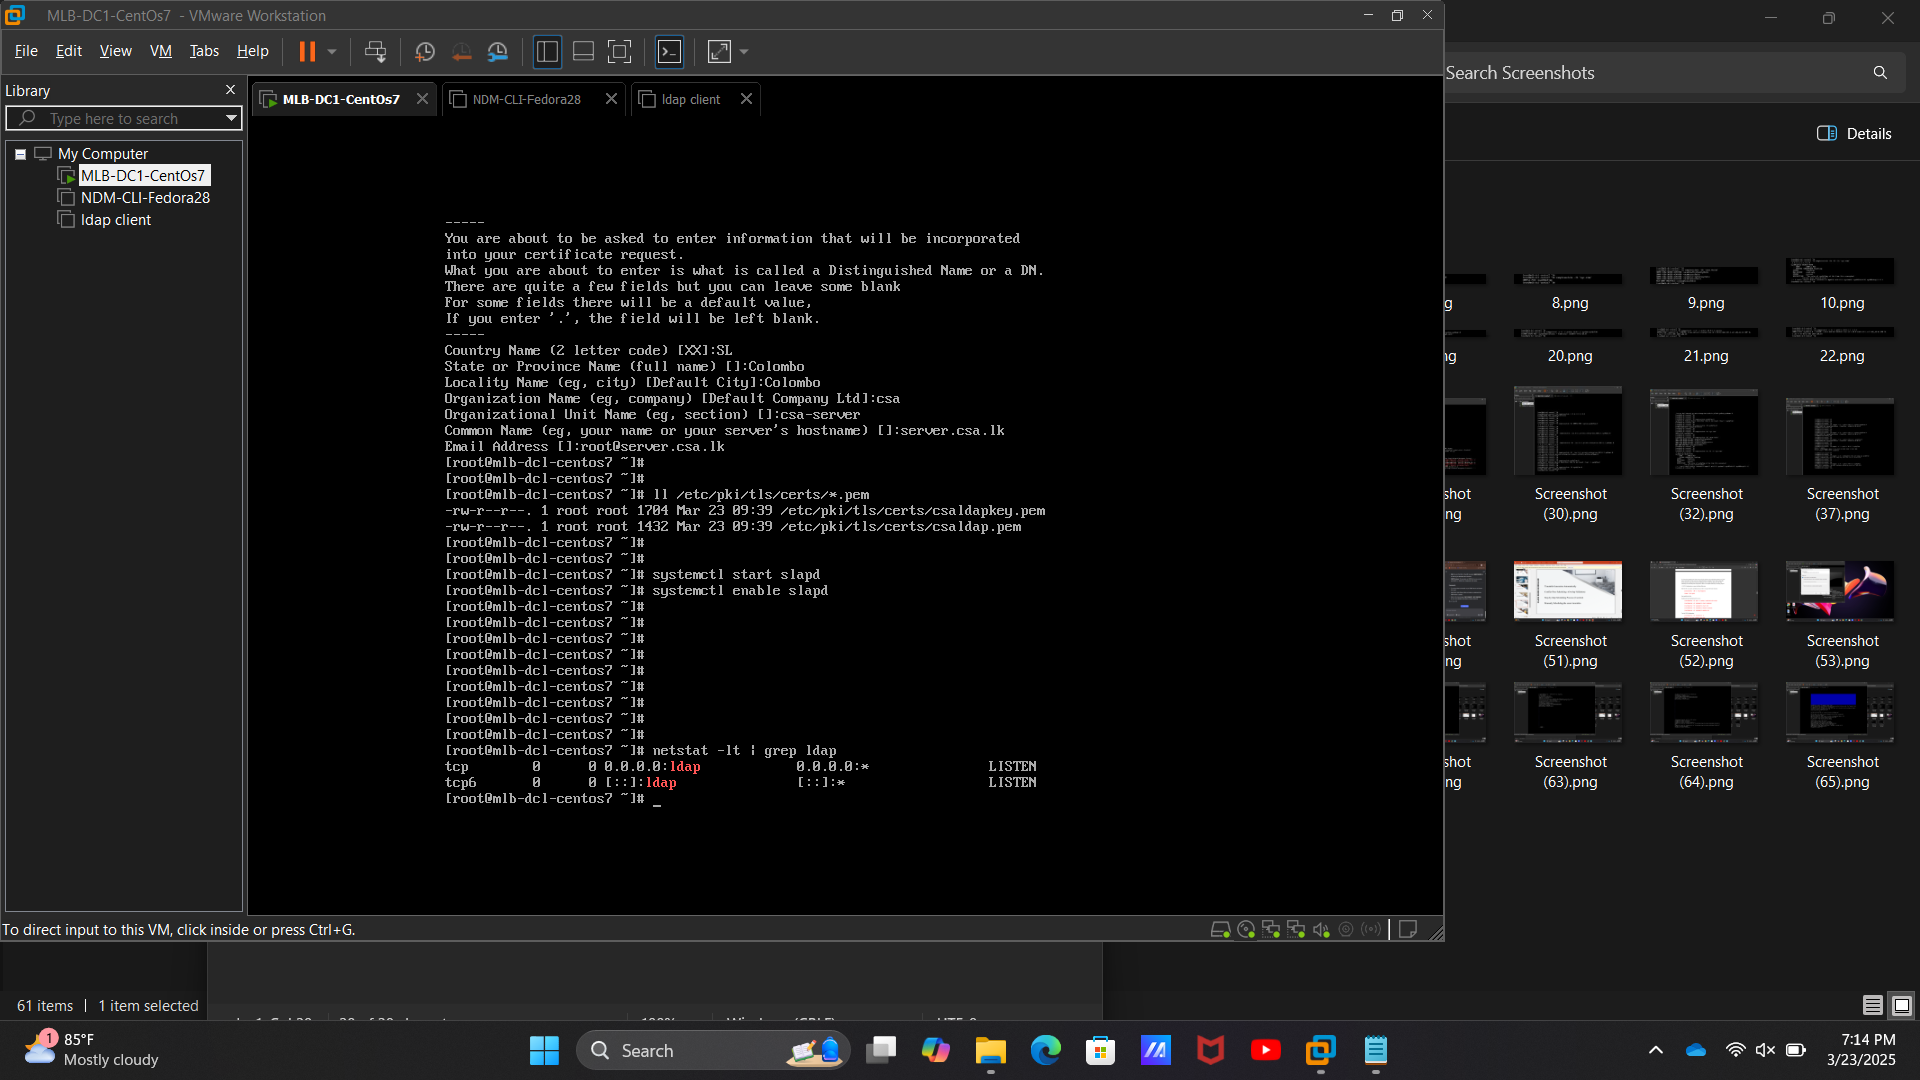 MLB-DC1-CentOs7 - VMware Workstation
File Edit View VM Tabs Help
Search Screenshots
Library
MLB-DC1-CentOs7
NDM-CLI-Fedora28
ldap client
Type here to search
Details
My Computer
MLB-DC1-CentOs7
NDM-CLI-Fedora28
ldap client
-----
You are about to be asked to enter information that will be incorporated
into your certificate request.
What you are about to enter is what is called a Distinguished Name or a DN.
There are quite a few fields but you can leave some blank
For some fields there will be a default value,
If you enter '.', the field will be left blank.
-----
Country Name (2 letter code) [XX]:SL
State or Province Name (full name) []:Colombo
Locality Name (eg, city) [Default City]:Colombo
Organization Name (eg, company) [Default Company Ltd]:csa
Organizational Unit Name (eg, section) []:csa-server
Common Name (eg, your name or your server's hostname) []:server.csa.lk
Email Address []:root@server.csa.lk
[root@mlb-dc1-centos7 ~]#
[root@mlb-dc1-centos7 ~]#
[root@mlb-dc1-centos7 ~]# ll /etc/pki/tls/certs/*.pem
-rw-r--r--. 1 root root 1704 Mar 23 09:39 /etc/pki/tls/certs/csaldapkey.pem
-rw-r--r--. 1 root root 1432 Mar 23 09:39 /etc/pki/tls/certs/csaldap.pem
[root@mlb-dc1-centos7 ~]#
[root@mlb-dc1-centos7 ~]#
[root@mlb-dc1-centos7 ~]# systemctl start slapd
[root@mlb-dc1-centos7 ~]# systemctl enable slapd
[root@mlb-dc1-centos7 ~]#
[root@mlb-dc1-centos7 ~]#
[root@mlb-dc1-centos7 ~]#
[root@mlb-dc1-centos7 ~]#
[root@mlb-dc1-centos7 ~]#
[root@mlb-dc1-centos7 ~]#
[root@mlb-dc1-centos7 ~]#
[root@mlb-dc1-centos7 ~]#
[root@mlb-dc1-centos7 ~]#
[root@mlb-dc1-centos7 ~]# netstat -lt | grep ldap
tcp 0 0 0.0.0.0:ldap 0.0.0.0:* LISTEN
tcp6 0 0 [::]:ldap [::]:* LISTEN
[root@mlb-dc1-centos7 ~]# _
g 8.png 9.png 10.png
ng 20.png 21.png 22.png
shot Screenshot Screenshot Screenshot
ng (30).png (32).png (37).png
shot Screenshot Screenshot Screenshot
ng (51).png (52).png (53).png
shot Screenshot Screenshot Screenshot
ng (63).png (64).png (65).png
To direct input to this VM, click inside or press Ctrl+G.
61 items | 1 item selected
1
85°F
Mostly cloudy
Search
7:14 PM
3/23/2025